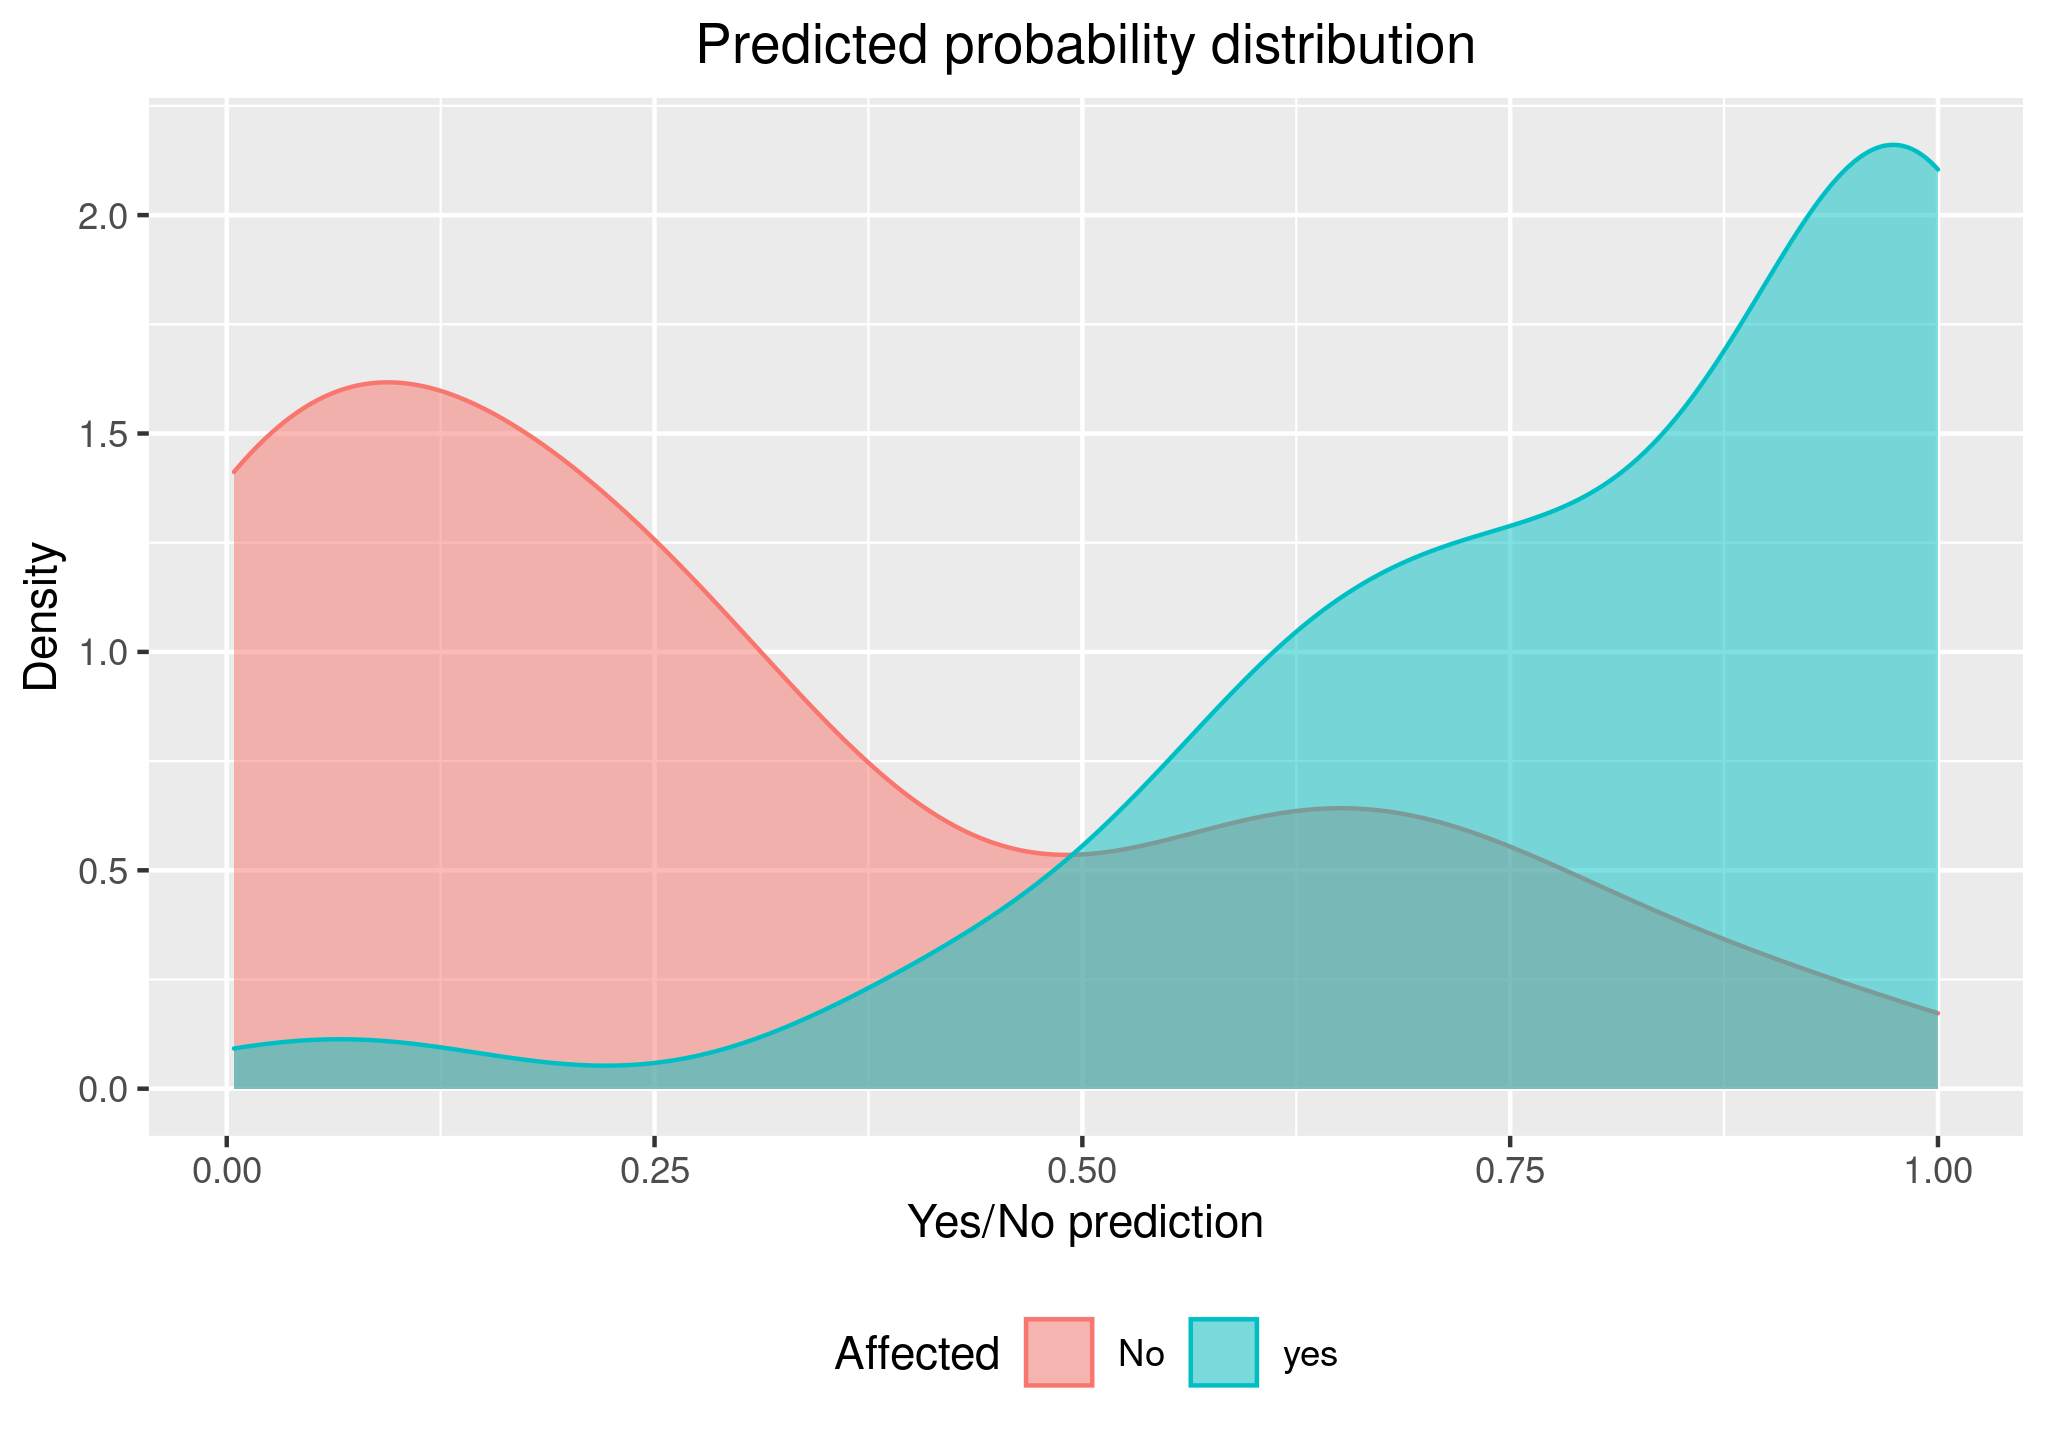 Predicted probability distribution
Density
2.0
1.5
1.0
0.5
0.0
0.00 0.25 0.50 0.75 1.00
Yes/No prediction
Affected No yes